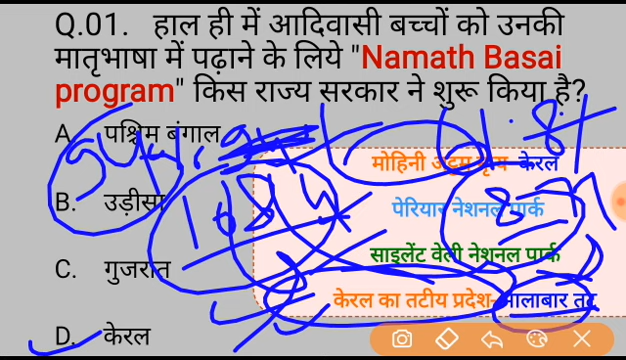 Q.01. हाल ही में आदिवासी बच्चों को उनकी
मातृभाषा में पढ़ाने के लिये "Namath Basai
program" किस राज्य सरकार ने शुरू किया है?
A. पश्चिम बंगाल
B. उड़ीसा
C. गुजरात
D. केरल
मोहिनी केरल
पेरियार नेशनल पार्क
साइलेंट वेली नेशनल पार्क
केरल का तटीय प्रदेश- मालाबार तट